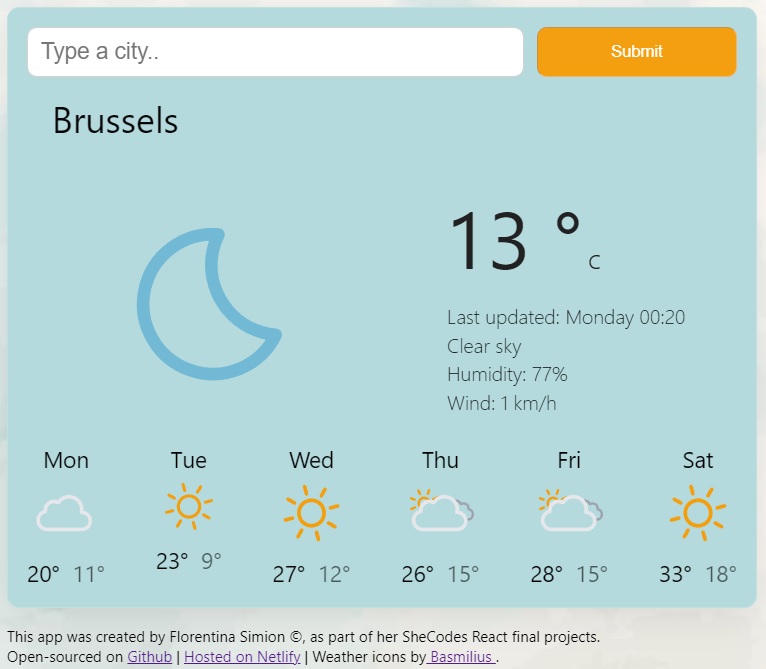 Type a city..
Submit
Brussels
13 °
C
Last updated: Monday 00:20
Clear sky
Humidity: 77%
Wind: 1 km/h
Mon Tue Wed Thu Fri Sat
20° 11° 23° 9° 27° 12° 26° 15° 28° 15° 33° 18°
This app was created by Florentina Simion ©, as part of her SheCodes React final projects.
Open-sourced on Github | Hosted on Netlify | Weather icons by Basmilius .